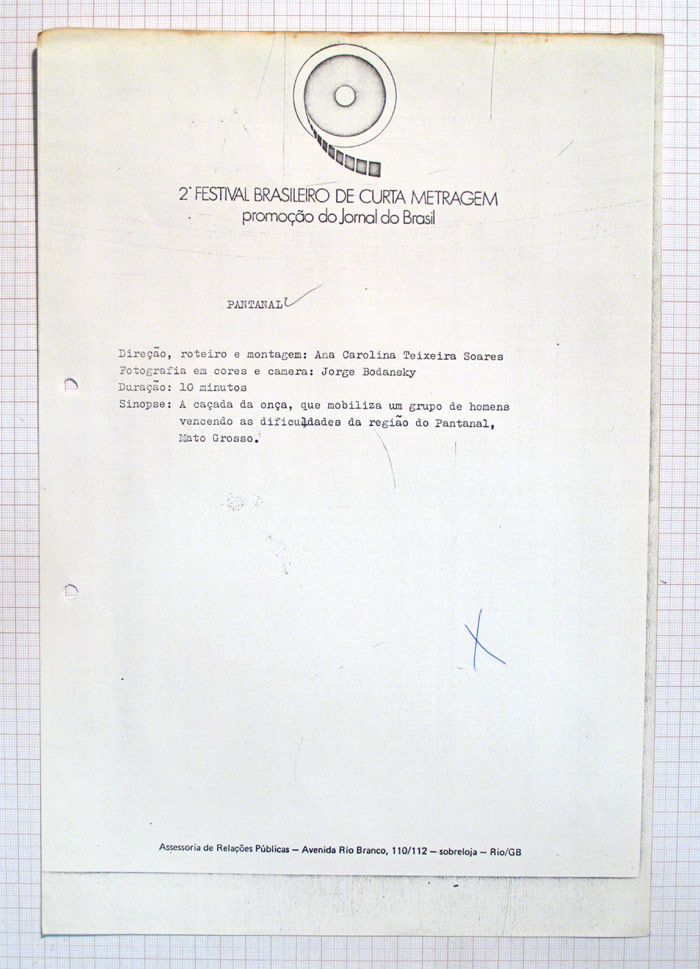 2º FESTIVAL BRASILEIRO DE CURTA METRAGEM
promoção do Jornal do Brasil
PANTANAL
Direção, roteiro e montagem: Ana Carolina Teixeira Soares
Fotografia em cores e camera: Jorge Bodansky
Duração: 10 minutos
Sinopse: A caçada da onça, que mobiliza um grupo de homens
vencendo as dificuldades da região do Pantanal,
Mato Grosso.
Assessoria de Relações Públicas – Avenida Rio Branco, 110/112 – sobreloja – Rio/GB